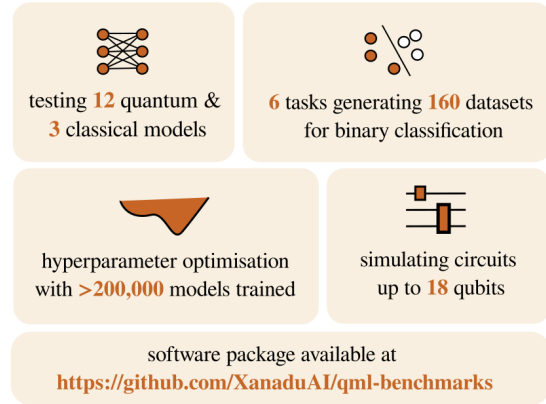 testing 12 quantum &
3 classical models
6 tasks generating 160 datasets
for binary classification
hyperparameter optimisation
with >200,000 models trained
simulating circuits
up to 18 qubits
software package available at
https://github.com/XanaduAI/qml-benchmarks